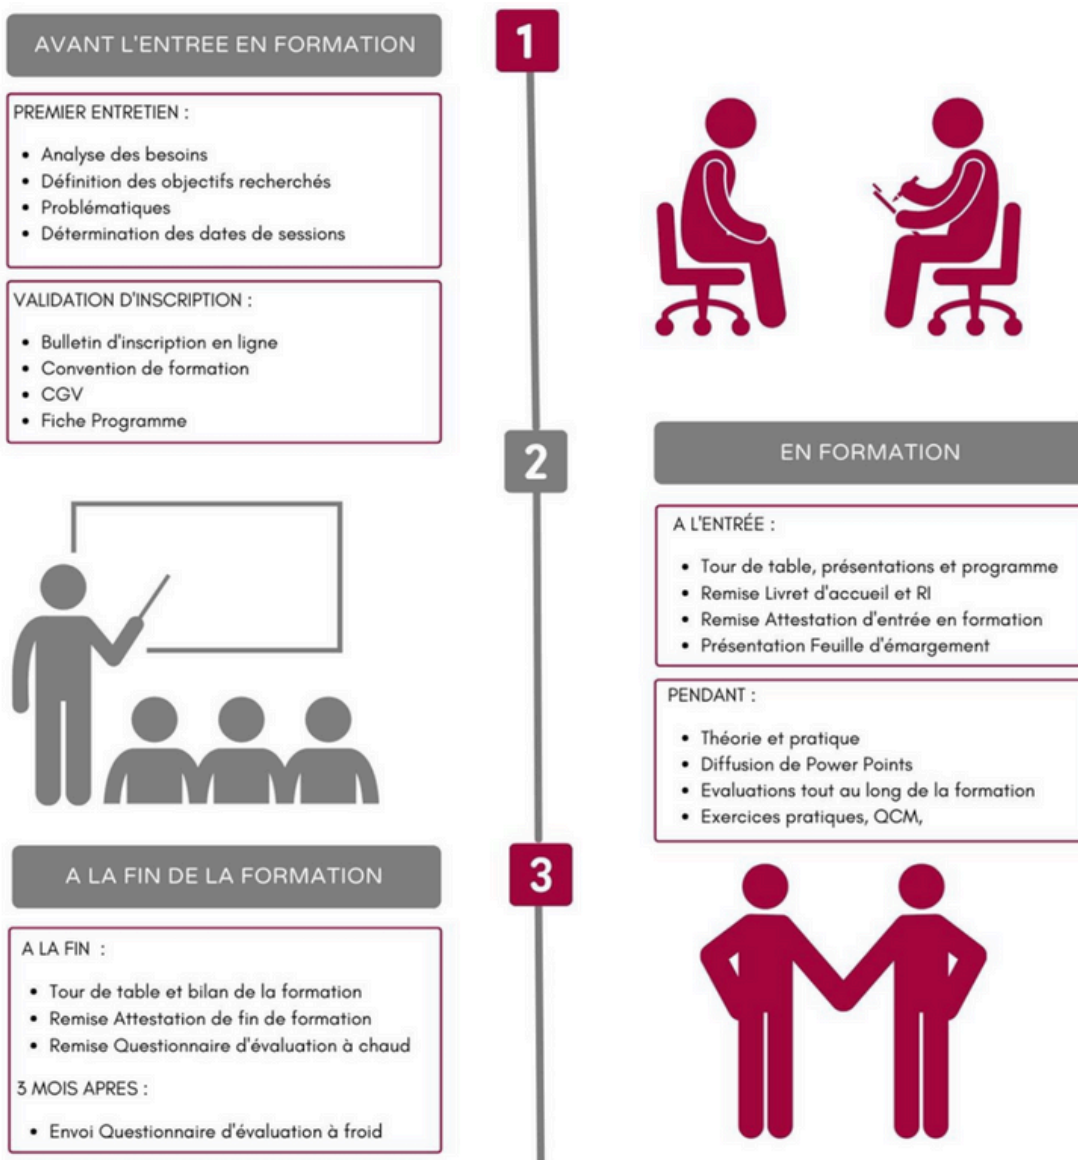 AVANT L'ENTREE EN FORMATION
1
PREMIER ENTRETIEN :
• Analyse des besoins
• Définition des objectifs recherchés
• Problématiques
• Détermination des dates de sessions
VALIDATION D'INSCRIPTION :
• Bulletin d'inscription en ligne
• Convention de formation
• CGV
• Fiche Programme
2
EN FORMATION
A L'ENTRÉE :
• Tour de table, présentations et programme
• Remise Livret d'accueil et RI
• Remise Attestation d'entrée en formation
• Présentation Feuille d'émargement
PENDANT :
• Théorie et pratique
• Diffusion de Power Points
• Evaluations tout au long de la formation
• Exercices pratiques, QCM,
3
A LA FIN DE LA FORMATION
A LA FIN :
• Tour de table et bilan de la formation
• Remise Attestation de fin de formation
• Remise Questionnaire d'évaluation à chaud
3 MOIS APRES :
• Envoi Questionnaire d'évaluation à froid